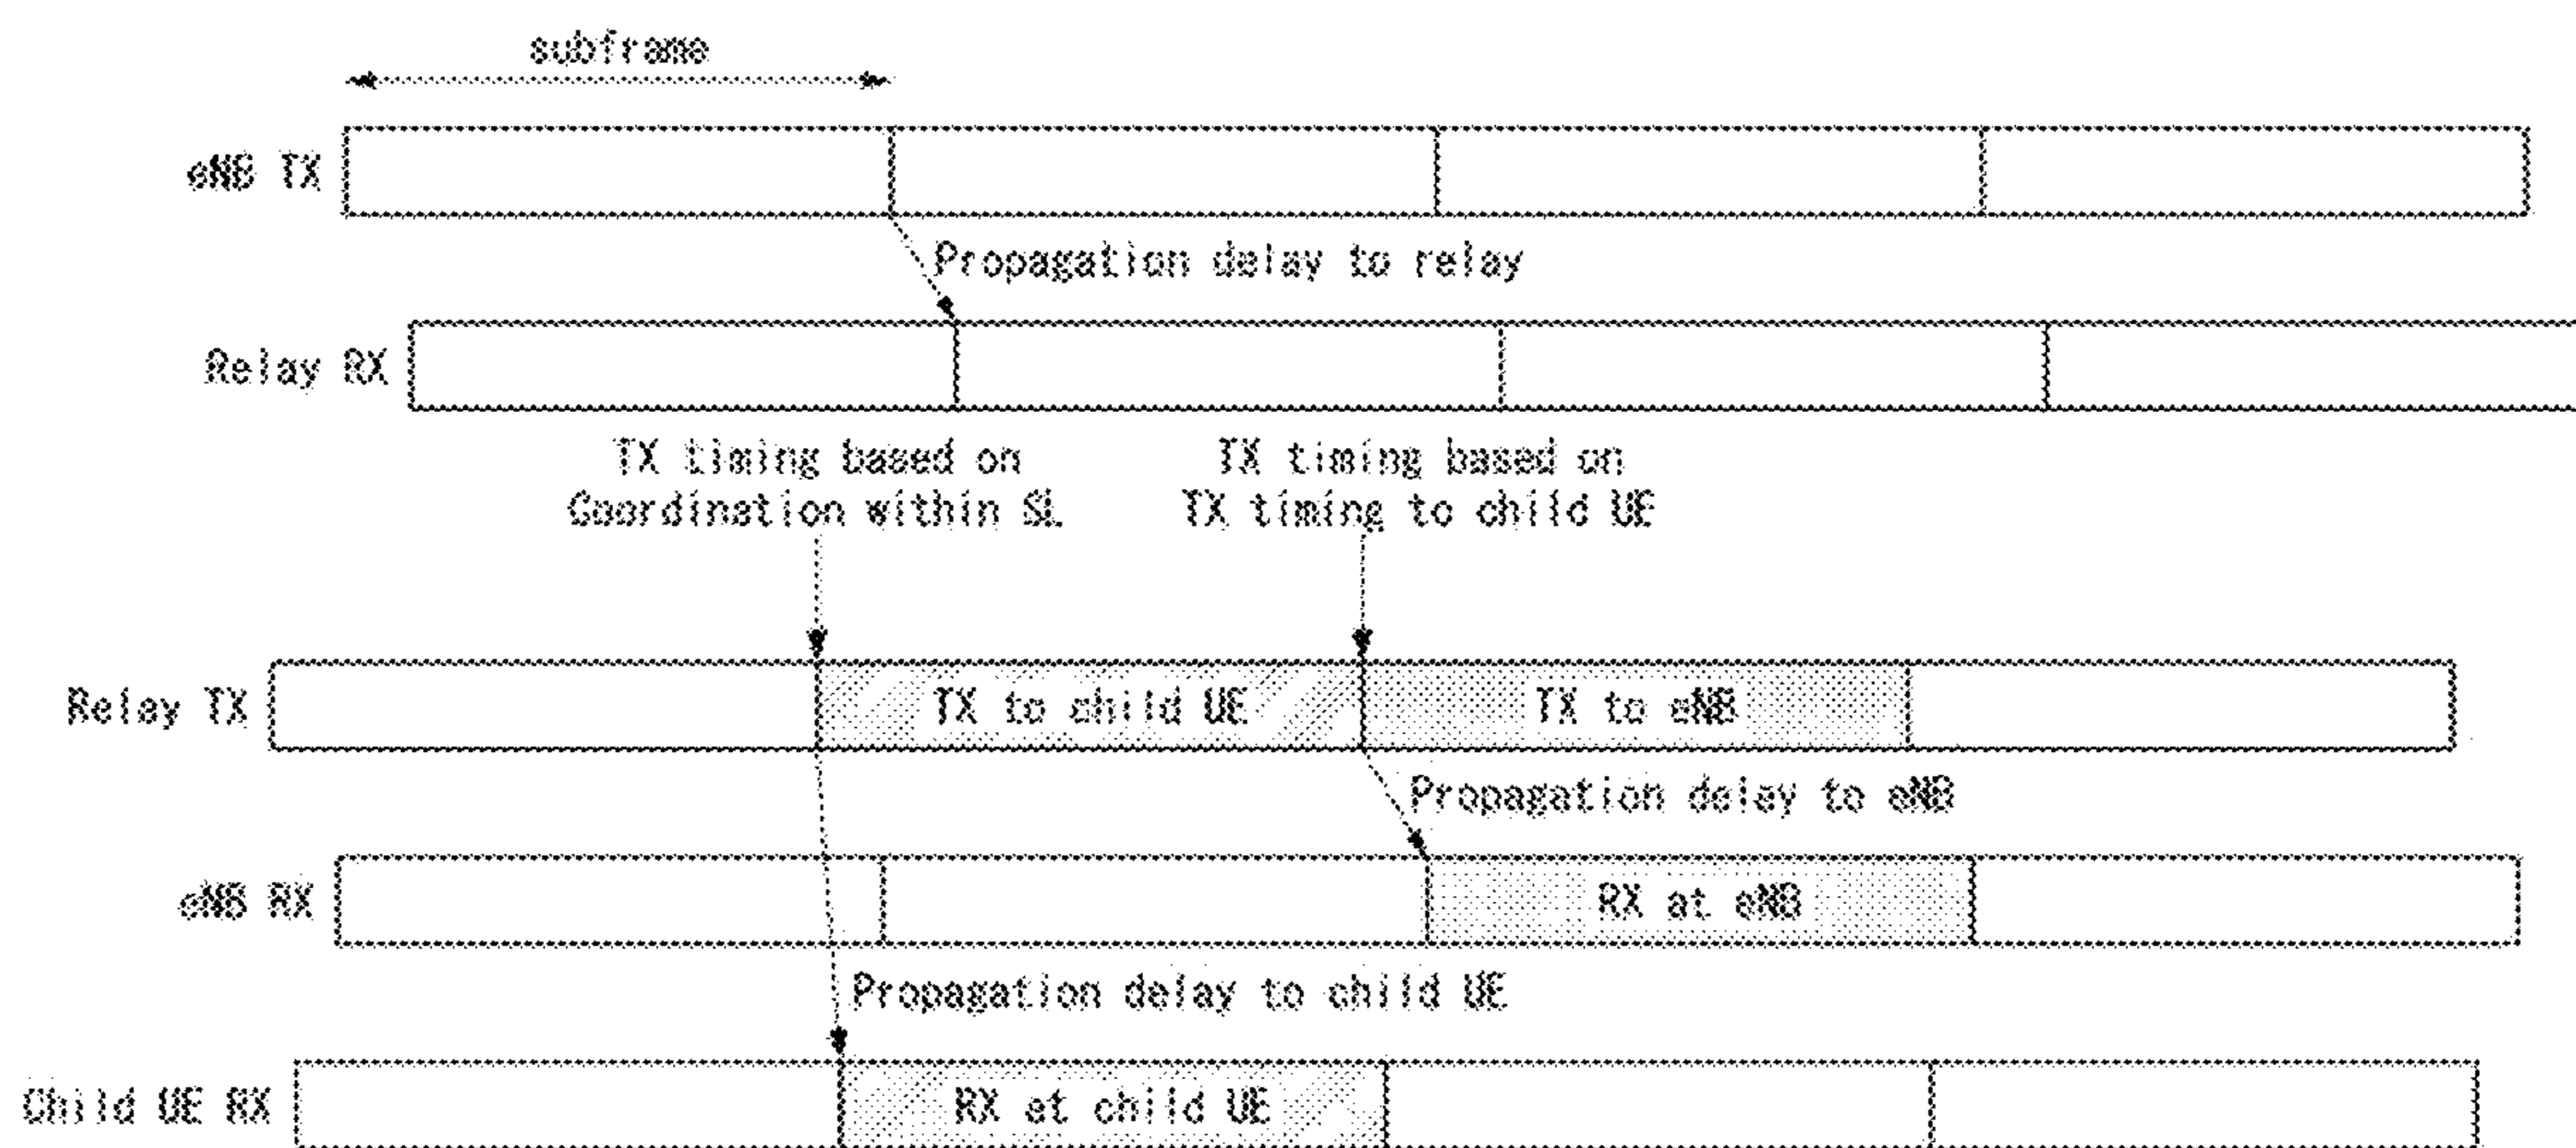 subframe
eNB TX
Propagation delay to relay
Relay RX
TX timing based on
Coordination within SL
TX timing based on
TX timing to child UE
Relay TX
TX to child UE
TX to eNB
Propagation delay to eNB
eNB RX
RX at eNB
Propagation delay to child UE
Child UE RX
RX at child UE